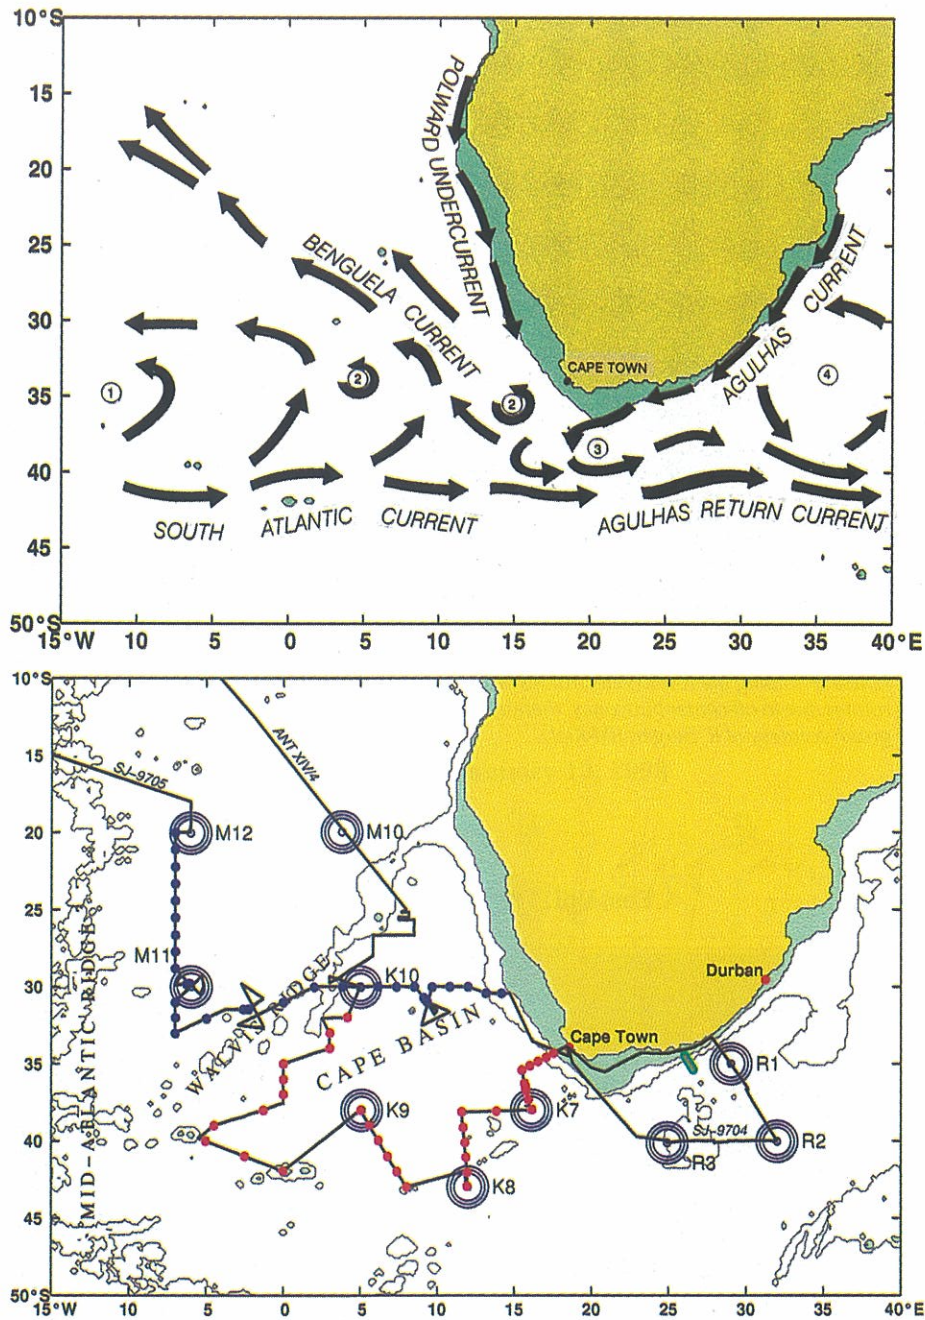 10°S
15
20
25
30
35
40
45
50°S
15°W
10
5
0
5
10
15
20
25
30
35
40°E
POLWARD UNDERCURRENT
BENGUELA CURRENT
AGULHAS CURRENT
CAPE TOWN
1
2
2
3
4
SOUTH ATLANTIC CURRENT
AGULHAS RETURN CURRENT
10°S
15
20
25
30
35
40
45
50°S
15°W
10
5
0
5
10
15
20
25
30
35
40°E
SJ-9705
ANT XIV/4
M12
M10
M11
K10
MID-ATLANTIC RIDGE
WALVIS RIDGE
CAPE BASIN
Durban
Cape Town
R1
K9
K7
SJ-9704
R2
R3
K8